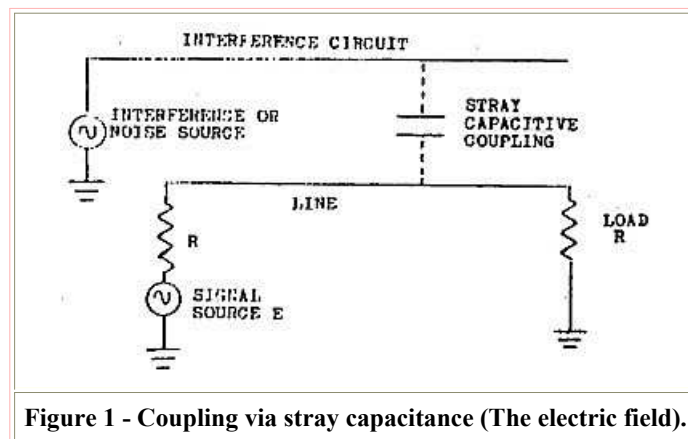 INTERFERENCE CIRCUIT
INTERFERENCE OR
NOISE SOURCE
STRAY
CAPACITIVE
COUPLING
LINE
LOAD
R
R
SIGNAL
SOURCE E
Figure 1 - Coupling via stray capacitance (The electric field).